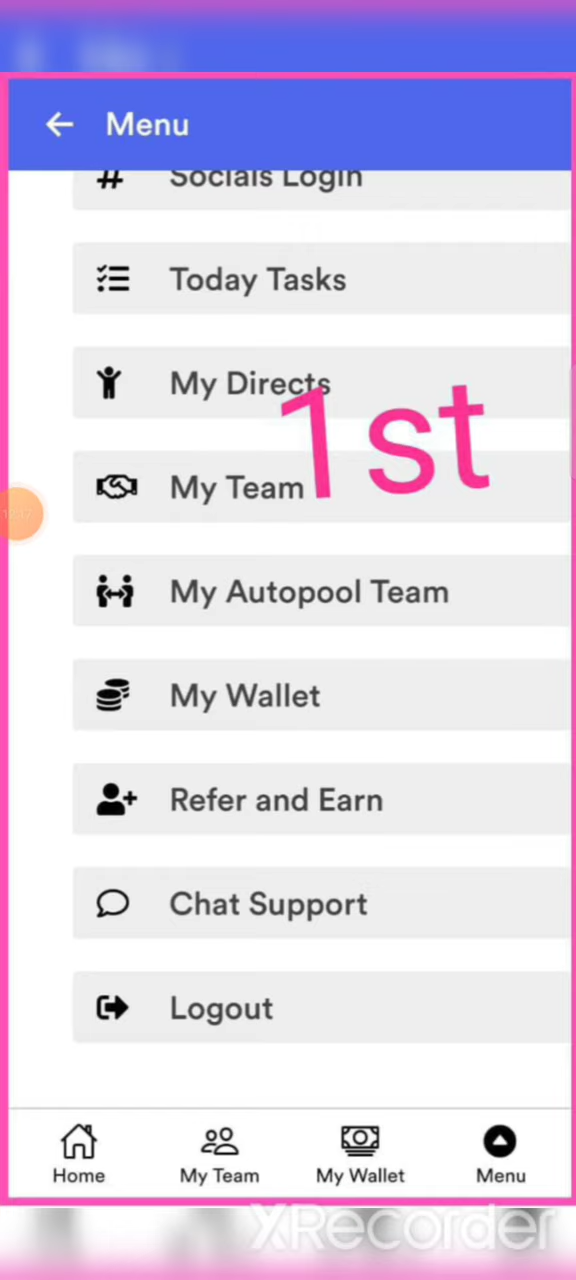 Menu
Socials Login
Today Tasks
My Directs
1st
My Team
My Autopool Team
My Wallet
Refer and Earn
Chat Support
Logout
Home
My Team
My Wallet
Menu
XRecorder